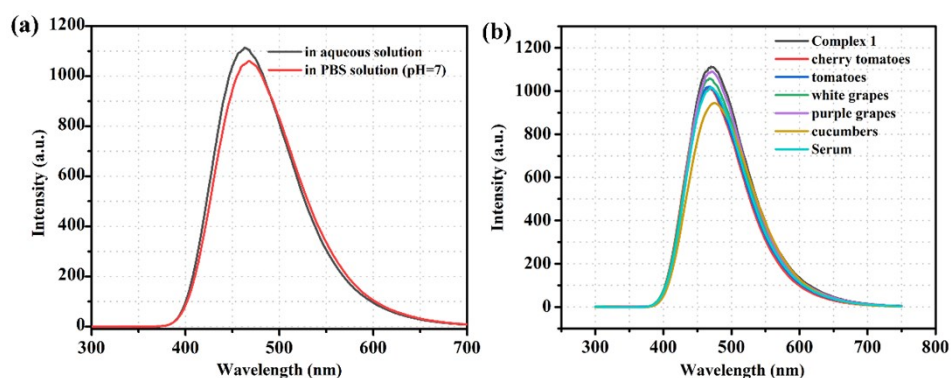 (a)
in aqueous solution
in PBS solution (pH=7)
Intensity (a.u.)
1200
1000
800
600
400
200
0
300
400
500
600
700
Wavelength (nm)
(b)
Complex 1
cherry tomatoes
tomatoes
white grapes
purple grapes
cucumbers
Serum
Intensity (a.u.)
1200
1000
800
600
400
200
0
300
400
500
600
700
800
Wavelength (nm)